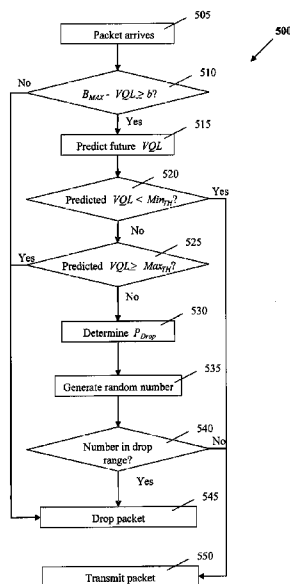 505
Packet arrives
500
510
No
B_MAX - VQL ≥ b?
Yes
515
Predict future VQL
520
Predicted VQL < Min_TH?
Yes
No
525
Yes
Predicted VQL ≥ Max_TH?
No
530
Determine P_Drop
535
Generate random number
540
Number in drop
range?
No
Yes
545
Drop packet
550
Transmit packet